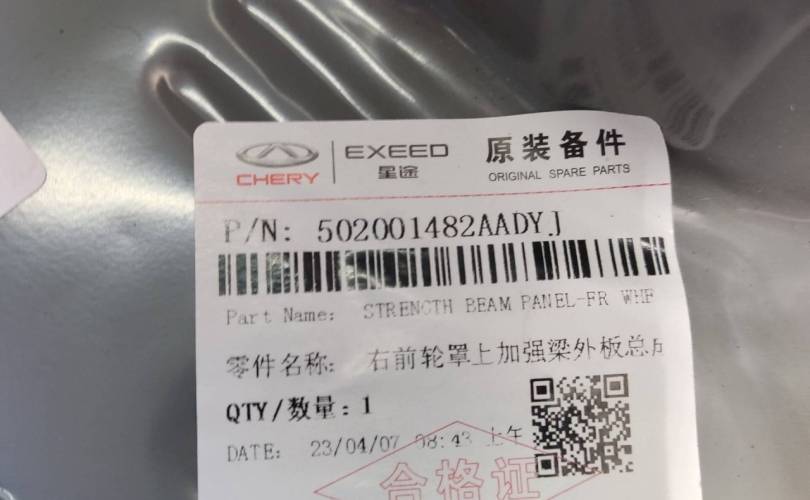 CHERY
EXEED
星途
原装备件
ORIGINAL SPARE PARTS
P/N: 502001482AADYJ
Part Name: STRENGTH BEAM PANEL-FR WHF
零件名称: 右前轮罩上加强梁外板总成
QTY/数量: 1
DATE: 23/04/07 08:43 上午
合格证